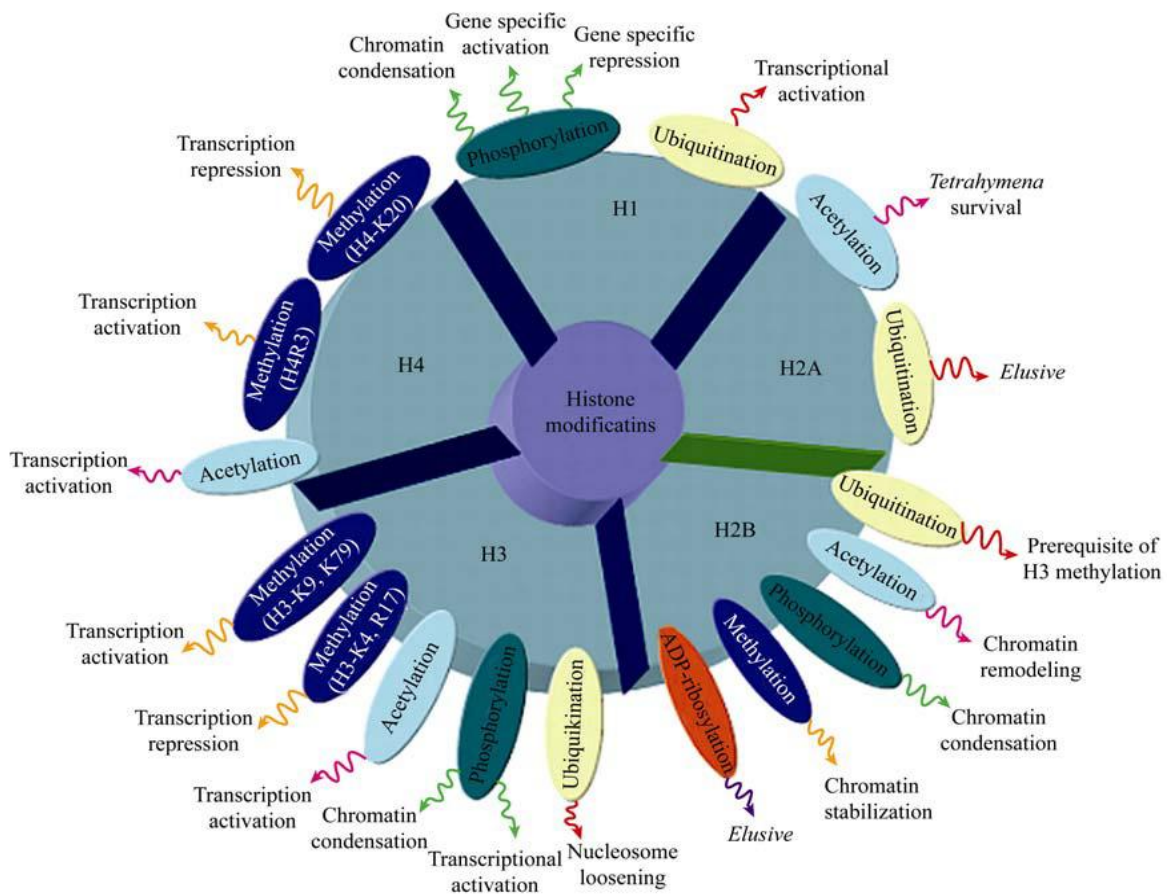 Gene specific
activation
Gene specific
repression
Chromatin
condensation
Transcriptional
activation
Phosphorylation
Ubiquitination
Transcription
repression
Methylation
(H4-K20)
H1
Acetylation
Tetrahymena
survival
Transcription
activation
Methylation
(H4R3)
H4
H2A
Ubiquitination
Elusive
Histone
modificatins
Transcription
activation
Acetylation
H3
H2B
Ubiquitination
Prerequisite of
H3 methylation
Acetylation
Chromatin
remodeling
Methylation
(H3-K9, K79)
Transcription
activation
Methylation
(H3-K4, R17)
Transcription
repression
Acetylation
Transcription
activation
Phosphorylation
Chromatin
condensation
Transcriptional
activation
Ubiquikination
Nucleosome
loosening
ADP-ribosylation
Elusive
Methylation
Chromatin
stabilization
Phosphorylation
Chromatin
condensation